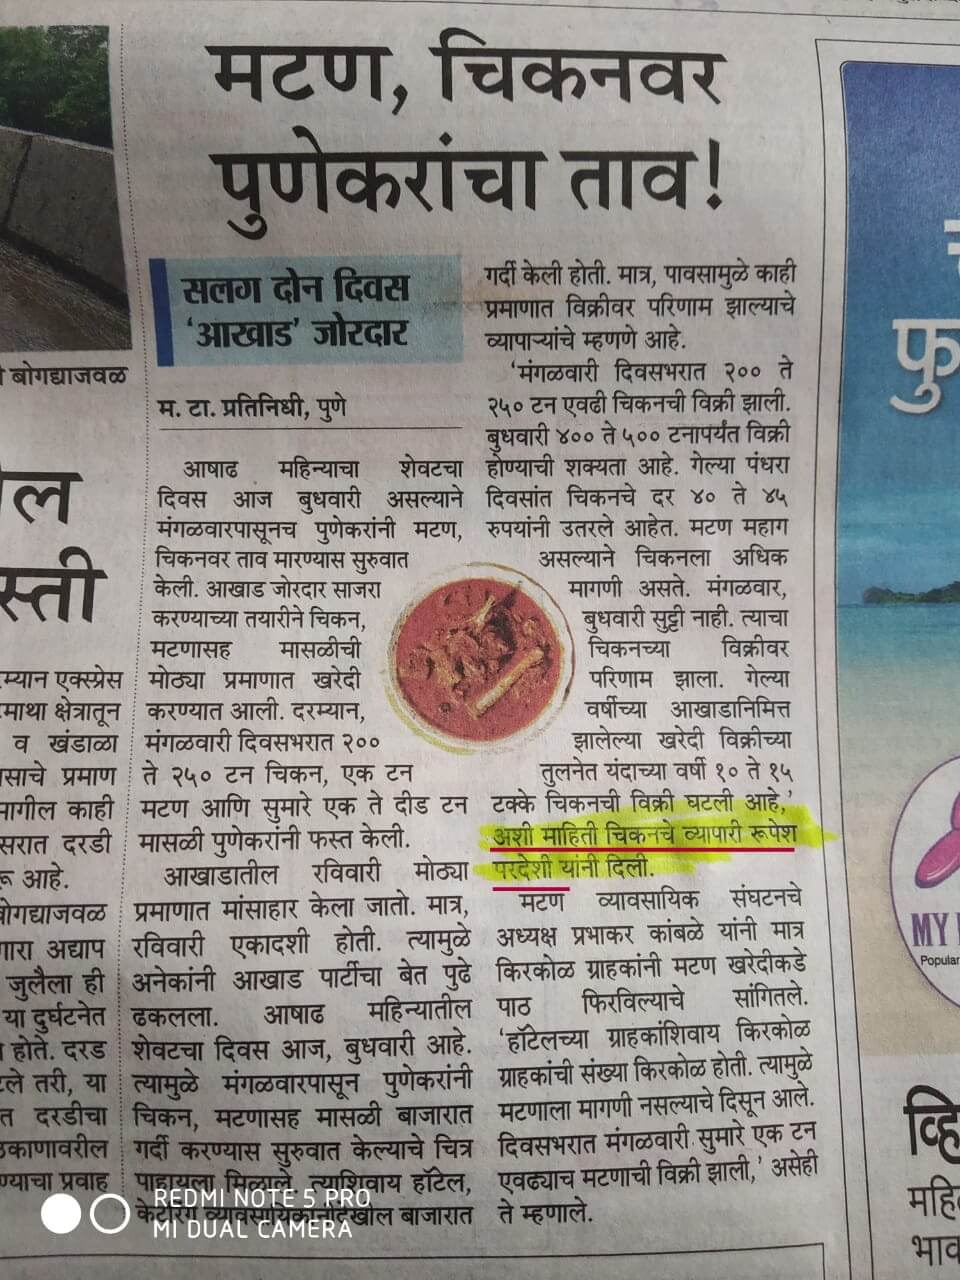 मटण, चिकनवर
पुणेकरांचा ताव!
सलग दोन दिवस
'आखाड' जोरदार
म. टा. प्रतिनिधी, पुणे
आषाढ महिन्याचा शेवटचा
दिवस आज बुधवारी असल्याने
मंगळवारपासूनच पुणेकरांनी मटण,
चिकनवर ताव मारण्यास सुरुवात
केली. आखाड जोरदार साजरा
करण्याच्या तयारीने चिकन,
मटणासह मासळीची
मोठ्या प्रमाणात खरेदी
करण्यात आली. दरम्यान,
मंगळवारी दिवसभरात २००
ते २५० टन चिकन, एक टन
मटण आणि सुमारे एक ते दीड टन
मासळी पुणेकरांनी फस्त केली.
आखाडातील रविवारी मोठ्या
प्रमाणात मांसाहार केला जातो. मात्र,
रविवारी एकादशी होती. त्यामुळे
अनेकांनी आखाड पार्टीचा बेत पुढे
ढकलला. आषाढ महिन्यातील
शेवटचा दिवस आज, बुधवारी आहे.
त्यामुळे मंगळवारपासून पुणेकरांनी
चिकन, मटणासह मासळी बाजारात
गर्दी करण्यास सुरुवात केल्याचे चित्र
पाहायला मिळाले. त्याशिवाय हॉटेल,
केटरिंग व्यावसायिकांनीदेखील बाजारात
गर्दी केली होती. मात्र, पावसामुळे काही
प्रमाणात विक्रीवर परिणाम झाल्याचे
व्यापाऱ्यांचे म्हणणे आहे.
'मंगळवारी दिवसभरात २०० ते
२५० टन एवढी चिकनची विक्री झाली.
बुधवारी ४०० ते ५०० टनापर्यंत विक्री
होण्याची शक्यता आहे. गेल्या पंधरा
दिवसांत चिकनचे दर ४० ते ४५
रुपयांनी उतरले आहेत. मटण महाग
असल्याने चिकनला अधिक
मागणी असते. मंगळवार,
बुधवारी सुट्टी नाही. त्याचा
चिकनच्या विक्रीवर
परिणाम झाला. गेल्या
वर्षीच्या आखाडानिमित्त
झालेल्या खरेदी विक्रीच्या
तुलनेत यंदाच्या वर्षी १० ते १५
टक्के चिकनची विक्री घटली आहे,'
अशी माहिती चिकनचे व्यापारी रूपेश
परदेशी यांनी दिली.
मटण व्यावसायिक संघटनचे
अध्यक्ष प्रभाकर कांबळे यांनी मात्र
किरकोळ ग्राहकांनी मटण खरेदीकडे
पाठ फिरविल्याचे सांगितले.
'हॉटेलच्या ग्राहकांशिवाय किरकोळ
ग्राहकांची संख्या किरकोळ होती. त्यामुळे
मटणाला मागणी नसल्याचे दिसून आले.
दिवसभरात मंगळवारी सुमारे एक टन
एवढ्याच मटणाची विक्री झाली,' असेही
ते म्हणाले.
बोगद्याजवळ
स्ती
एक्स्प्रेस
क्षेत्रातून
व खंडाळा
प्रमाण
मागील काही
दरडी
आहे.
बोगद्याजवळ
अद्याप
जुलैला ही
या दुर्घटनेत
होते. दरड
तरी, या
दरडीचा
प्रवाह
फु
MY
Popular
REDMI NOTE 5 PRO
MI DUAL CAMERA